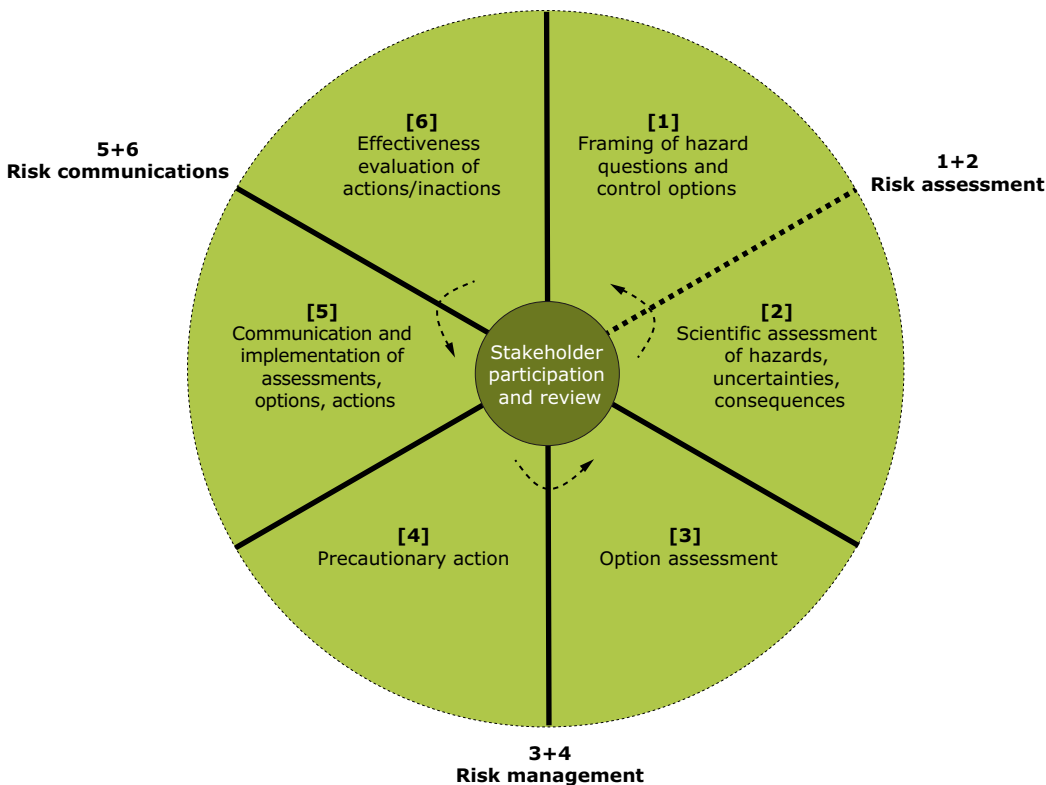 [6]
Effectiveness
evaluation of
actions/inactions
[1]
Framing of hazard
questions and
control options
5+6
Risk communications
1+2
Risk assessment
[5]
Communication and
implementation of
assessments,
options, actions
Stakeholder
participation
and review
[2]
Scientific assessment
of hazards,
uncertainties,
consequences
[4]
Precautionary action
[3]
Option assessment
3+4
Risk management